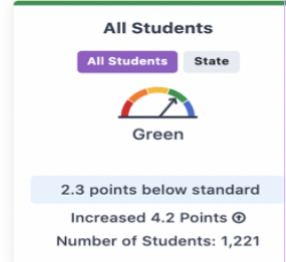 All Students
All Students State
Green
2.3 points below standard
Increased 4.2 Points
Number of Students: 1,221